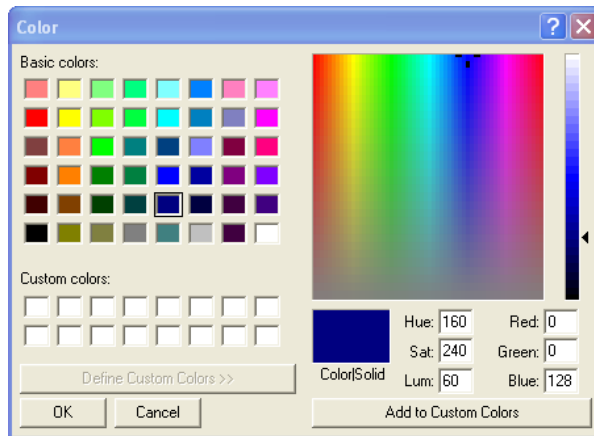 Color
Basic colors:
Custom colors:
Define Custom Colors >>
OK Cancel
Color|Solid
Hue: 160 Red: 0
Sat: 240 Green: 0
Lum: 60 Blue: 128
Add to Custom Colors